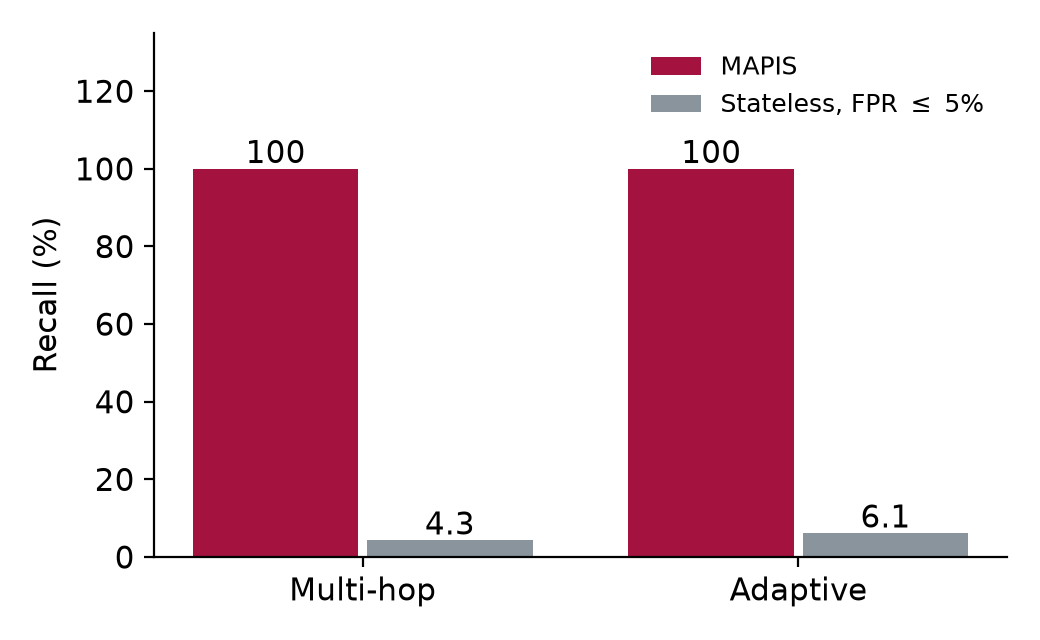 MAPIS
Stateless, FPR ≤ 5%
Recall (%)
120
100
80
60
40
20
0
100
4.3
100
6.1
Multi-hop
Adaptive